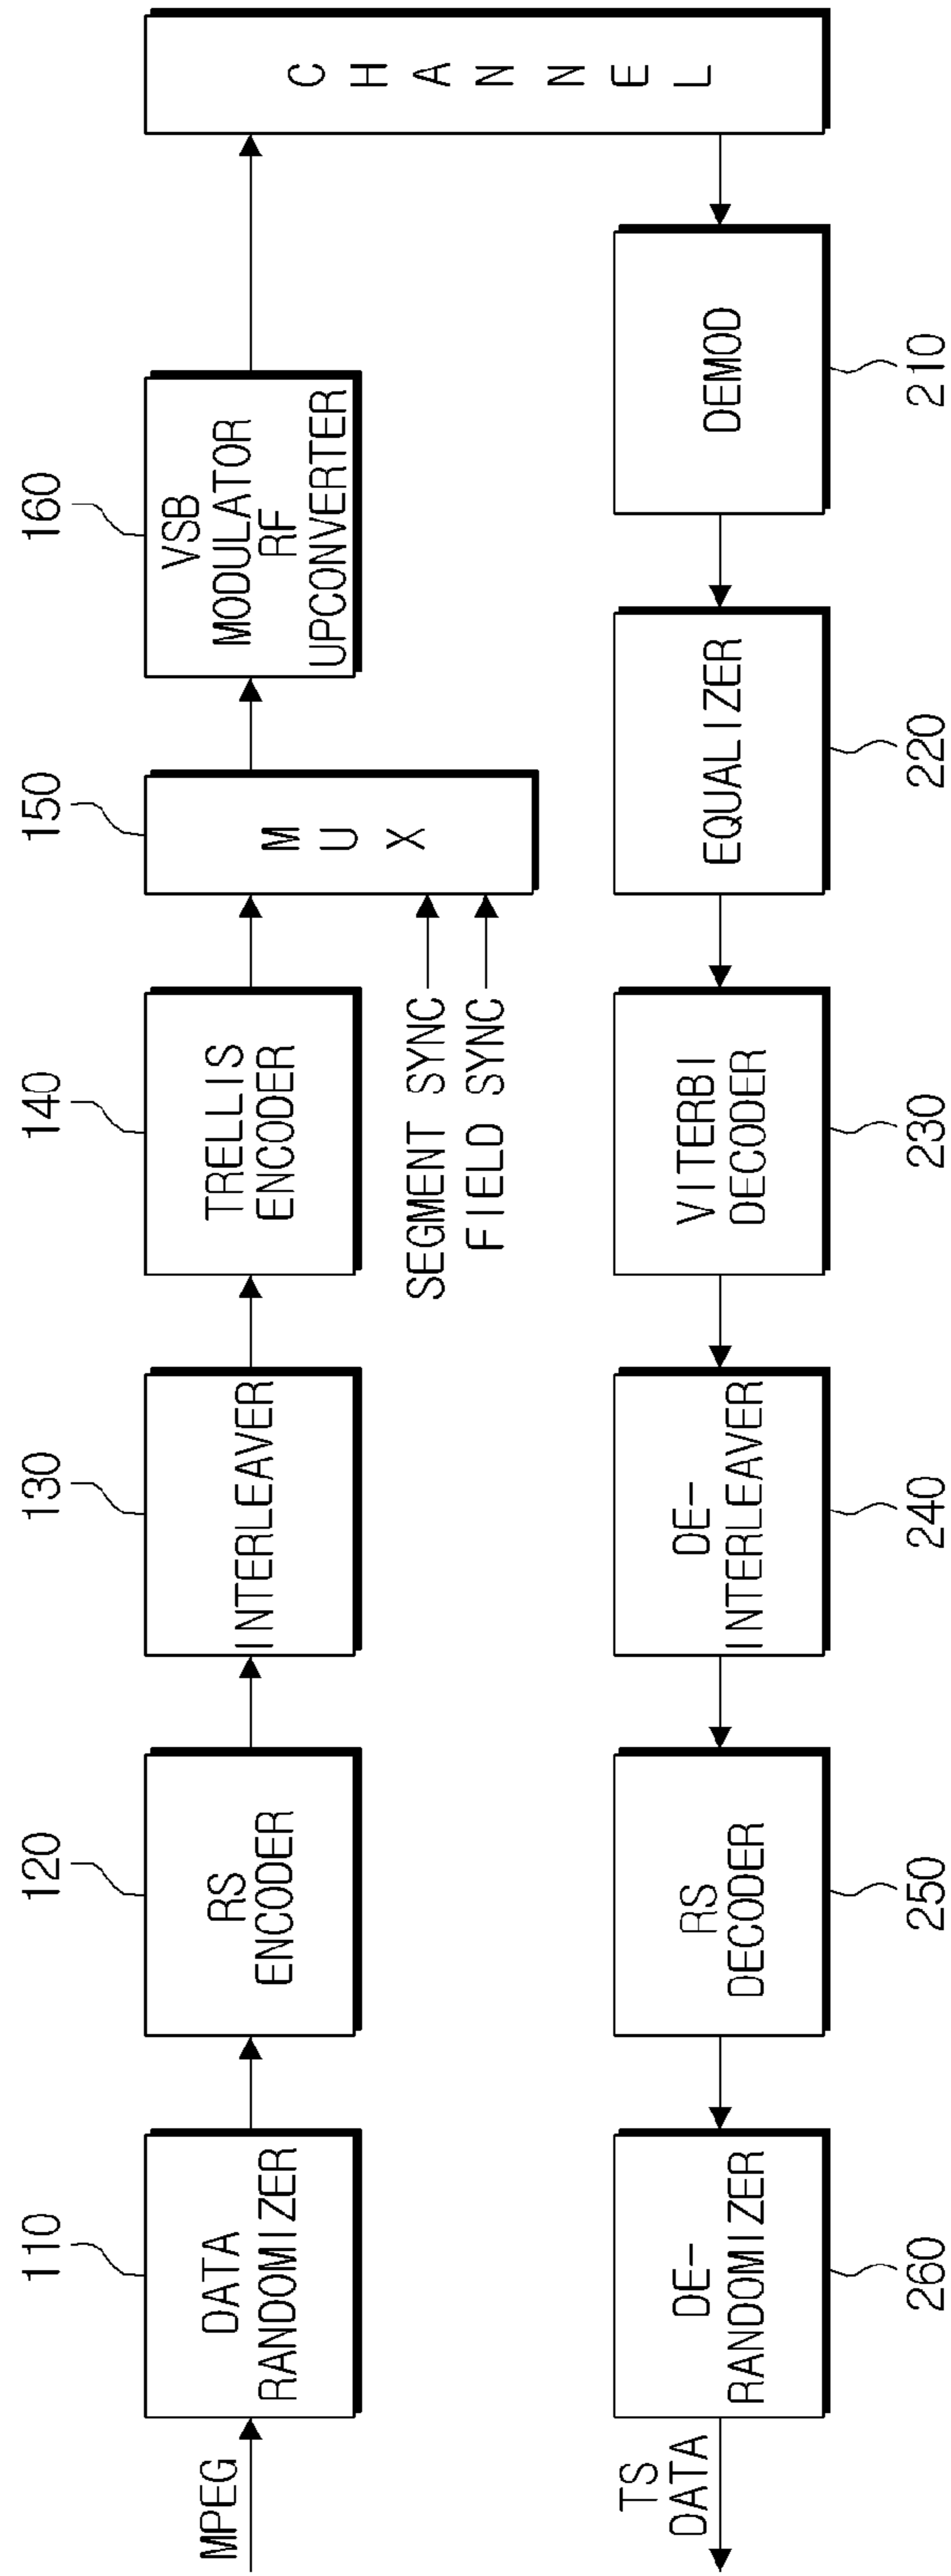 110
120
130
140
150
160
MPEG
DATA
RANDOMIZER
RS
ENCODER
INTERLEAVER
TRELLIS
ENCODER
MUX
VSB
MODULATOR
RF
UPCONVERTER
CHANNEL
SEGMENT SYNC
FIELD SYNC
TS
DATA
DE-
RANDOMIZER
RS
DECODER
DE-
INTERLEAVER
VITERBI
DECODER
EQUALIZER
DEMOD
260
250
240
230
220
210